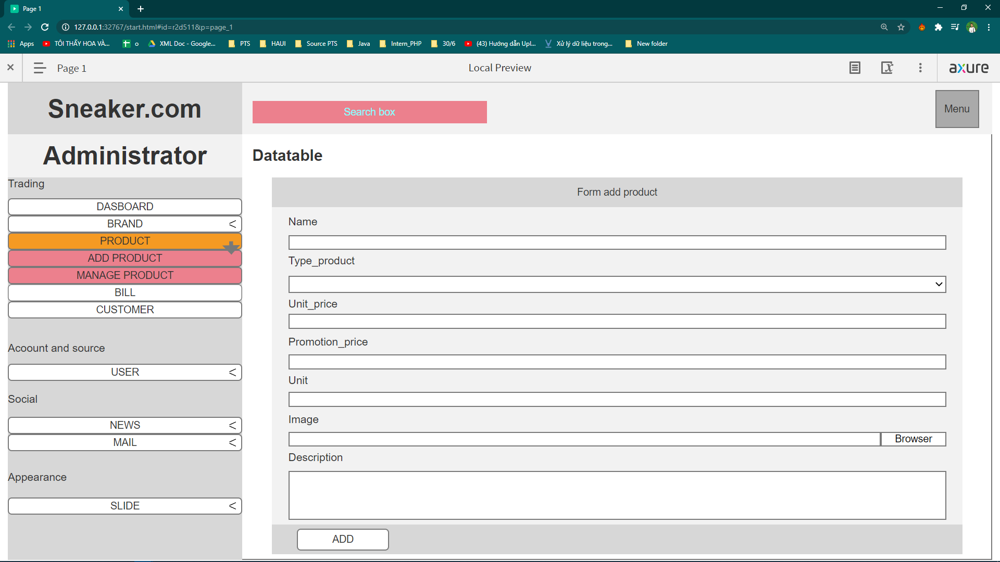 Page 1
127.0.0.1:32767/start.html#id=r2d511&p=page_1
Apps
TÔI THẤY HOA VÀ...
o
XML Doc - Google...
PTS
HAUI
Source PTS
Java
Intern_PHP
30/6
(43) Hướng dẫn Upl...
Xử lý dữ liệu trong...
New folder
Page 1
Local Preview
axure
Sneaker.com
Search box
Menu
Administrator
Datatable
Trading
DASBOARD
BRAND <
PRODUCT
ADD PRODUCT
MANAGE PRODUCT
BILL
CUSTOMER
Acoount and source
USER <
Social
NEWS <
MAIL <
Appearance
SLIDE <
Form add product
Name
Type_product
Unit_price
Promotion_price
Unit
Image
Browser
Description
ADD